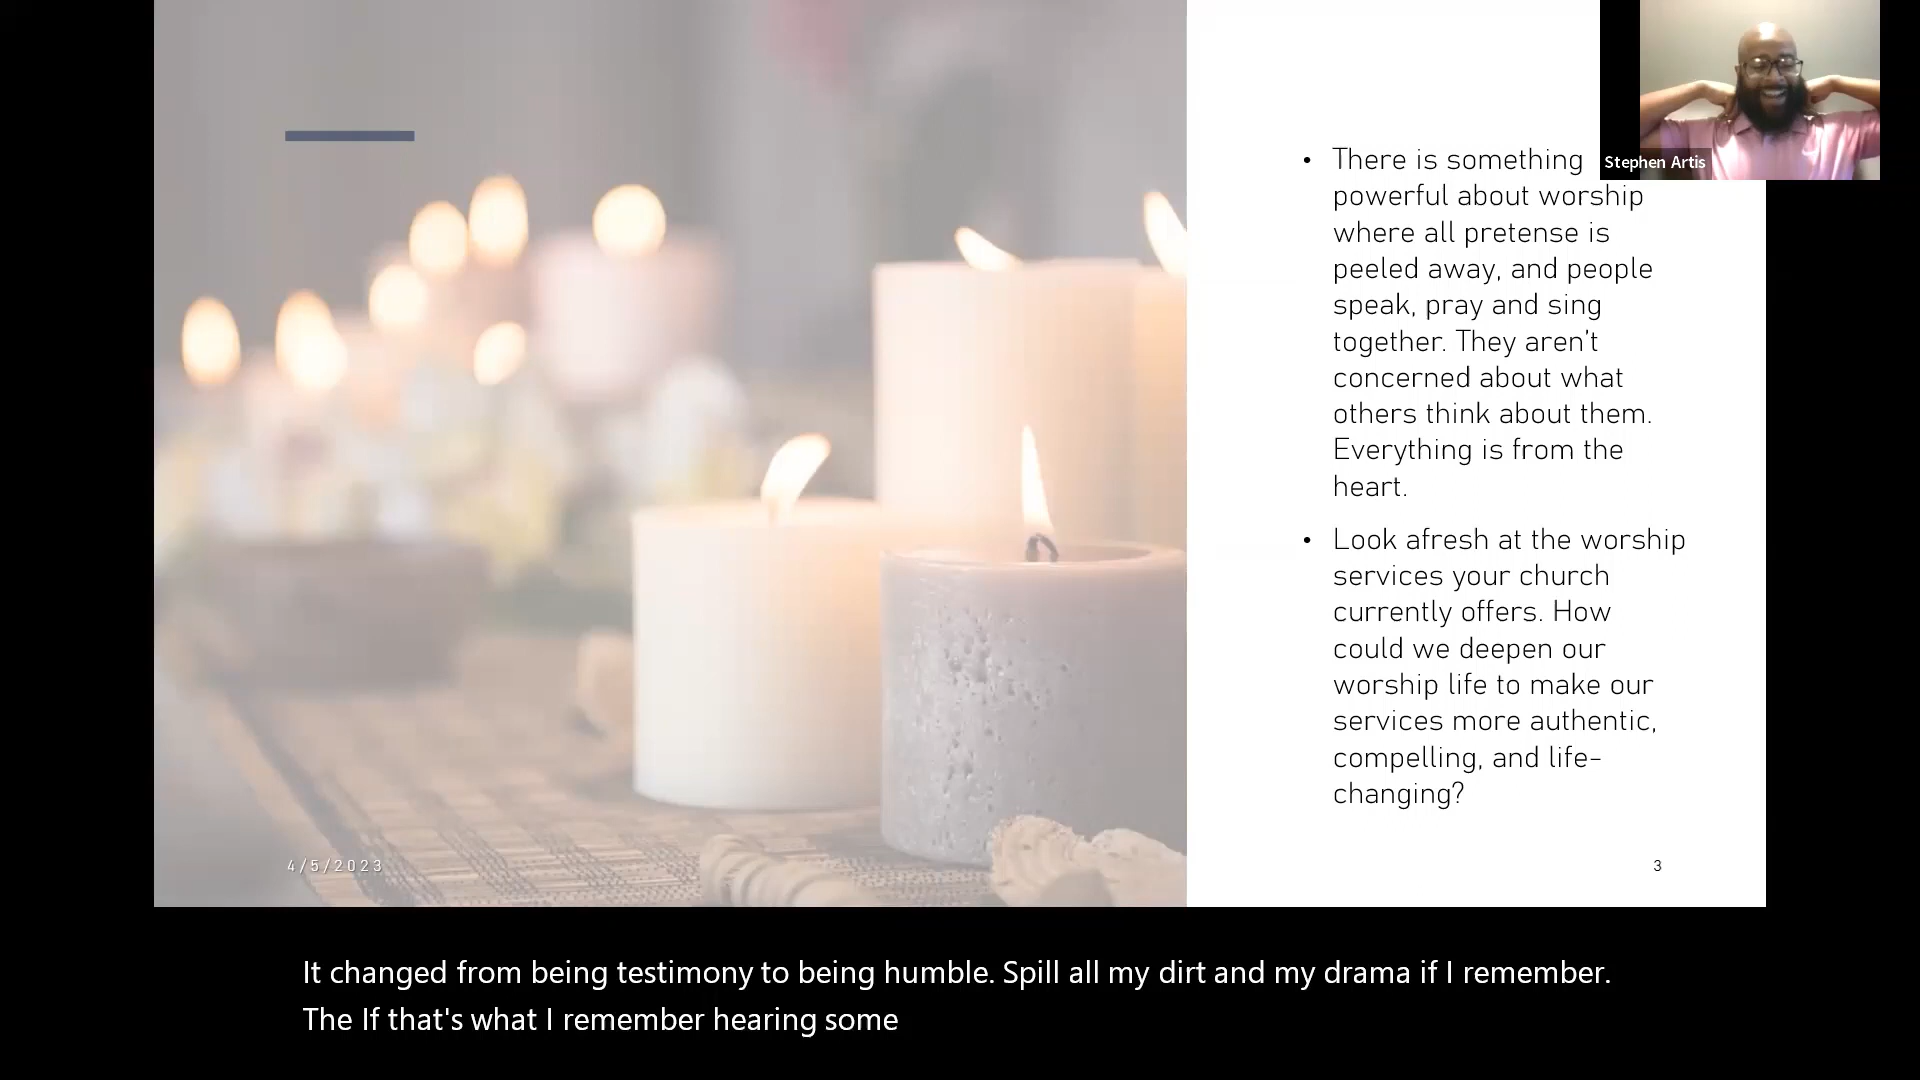 • There is something
powerful about worship
where all pretense is
peeled away, and people
speak, pray and sing
together. They aren't
concerned about what
others think about them.
Everything is from the
heart.
• Look afresh at the worship
services your church
currently offers. How
could we deepen our
worship life to make our
services more authentic,
compelling, and life-
changing?
Stephen Artis
4/5/2023
3
It changed from being testimony to being humble. Spill all my dirt and my drama if I remember.
The If that's what I remember hearing some